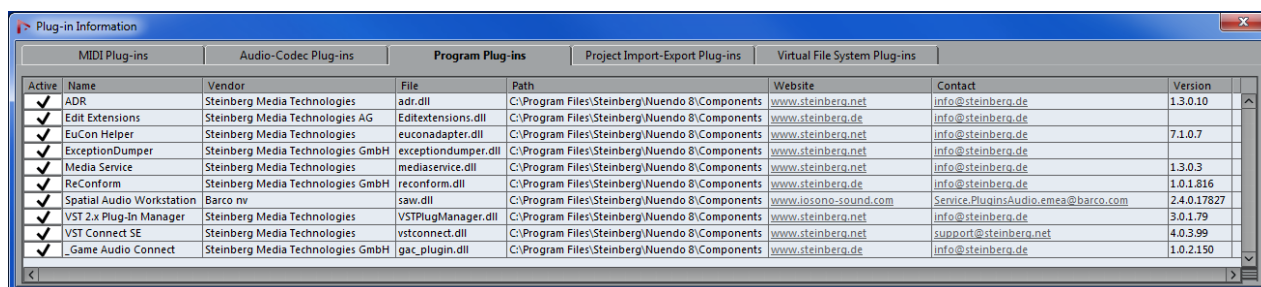 Plug-in Information
MIDI Plug-ins Audio-Codec Plug-ins Program Plug-ins Project Import-Export Plug-ins Virtual File System Plug-ins
Active Name Vendor File Path Website Contact Version
ADR Steinberg Media Technologies adr.dll C:\Program Files\Steinberg\Nuendo 8\Components www.steinberg.net info@steinberg.de 1.3.0.10
Edit Extensions Steinberg Media Technologies AG Editextensions.dll C:\Program Files\Steinberg\Nuendo 8\Components www.steinberg.de info@steinberg.de
EuCon Helper Steinberg Media Technologies euconadapter.dll C:\Program Files\Steinberg\Nuendo 8\Components www.steinberg.net info@steinberg.de 7.1.0.7
ExceptionDumper Steinberg Media Technologies GmbH exceptiondumper.dll C:\Program Files\Steinberg\Nuendo 8\Components www.steinberg.de info@steinberg.de
Media Service Steinberg Media Technologies mediaservice.dll C:\Program Files\Steinberg\Nuendo 8\Components www.steinberg.net info@steinberg.de 1.3.0.3
ReConform Steinberg Media Technologies GmbH reconform.dll C:\Program Files\Steinberg\Nuendo 8\Components www.steinberg.de info@steinberg.de 1.0.1.816
Spatial Audio Workstation Barco nv saw.dll C:\Program Files\Steinberg\Nuendo 8\Components www.iosono-sound.com Service.PluginsAudio.emea@barco.com 2.4.0.17827
VST 2.x Plug-In Manager Steinberg Media Technologies VSTPlugManager.dll C:\Program Files\Steinberg\Nuendo 8\Components www.steinberg.net info@steinberg.de 3.0.1.79
VST Connect SE Steinberg Media Technologies vstconnect.dll C:\Program Files\Steinberg\Nuendo 8\Components www.steinberg.net support@steinberg.net 4.0.3.99
_Game Audio Connect Steinberg Media Technologies GmbH gac_plugin.dll C:\Program Files\Steinberg\Nuendo 8\Components www.steinberg.de info@steinberg.de 1.0.2.150